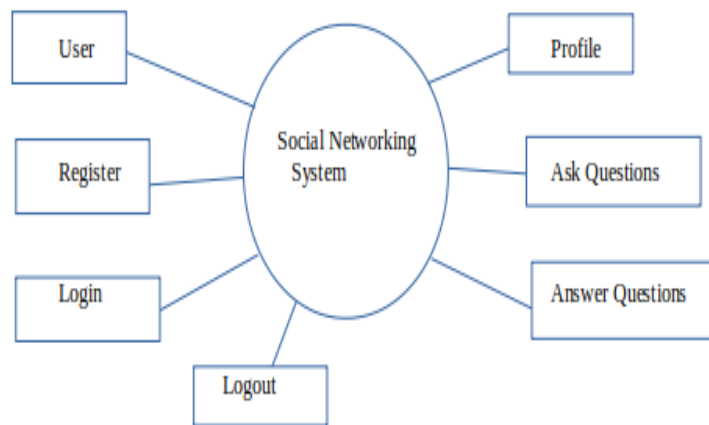 User
Profile
Social Networking
System
Register
Ask Questions
Login
Answer Questions
Logout